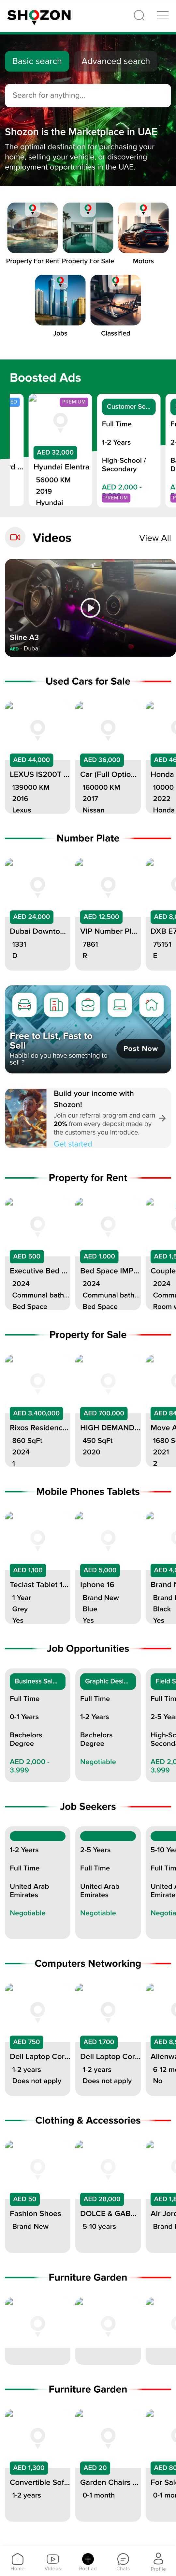 SHOZON
Basic search
Advanced search
Search for anything...
Shozon is the Marketplace in UAE
The optimal destination for purchasing your
home, selling your vehicle, or discovering
employment opportunities in the UAE.
Property For Rent
Property For Sale
Motors
Jobs
Classified
Boosted Ads
PREMIUM
AED 32,000
Hyundai Elentra
56000 KM
2019
Hyundai
Customer Se...
Full Time
1-2 Years
High-School /
Secondary
AED 2,000 -
PREMIUM
Videos
View All
Sline A3
AED - Dubai
Used Cars for Sale
AED 44,000
LEXUS IS200T ...
139000 KM
2016
Lexus
AED 36,000
Car (Full Optio...
160000 KM
2017
Nissan
AED 46
Honda
10000
2022
Honda
Number Plate
AED 24,000
Dubai Downto...
1331
D
AED 12,500
VIP Number Pl...
7861
R
AED 8,
DXB E7
75151
E
Free to List, Fast to
Sell
Habibi do you have something to
sell ?
Post Now
Build your income with
Shozon!
Join our referral program and earn
20% from every deposit made by
the customers you introduce.
Get started
Property for Rent
AED 500
Executive Bed ...
2024
Communal bath...
Bed Space
AED 1,000
Bed Space IMP...
2024
Communal bath...
Bed Space
AED 1,5
Couple
2024
Commu
Room w
Property for Sale
AED 3,400,000
Rixos Residenc...
860 SqFt
2024
1
AED 700,000
HIGH DEMAND...
450 SqFt
2020
AED 84
Move A
1680 S
2021
2
Mobile Phones Tablets
AED 1,100
Teclast Tablet 1...
1 Year
Grey
Yes
AED 5,000
Iphone 16
Brand New
Blue
Yes
AED 4,
Brand N
Brand
Black
Yes
Job Opportunities
Business Sal...
Full Time
0-1 Years
Bachelors
Degree
AED 2,000 -
3,999
Graphic Desi...
Full Time
1-2 Years
Bachelors
Degree
Negotiable
Field S
Full Tim
2-5 Yea
High-Sc
Second
AED 2,0
3,999
Job Seekers
1-2 Years
Full Time
United Arab
Emirates
Negotiable
2-5 Years
Full Time
United Arab
Emirates
Negotiable
5-10 Yea
Full Tim
United
Emirate
Negotia
Computers Networking
AED 750
Dell Laptop Cor...
1-2 years
Does not apply
AED 1,700
Dell Laptop Cor...
1-2 years
Does not apply
AED 8,
Alienwa
6-12 m
No
Clothing & Accessories
AED 50
Fashion Shoes
Brand New
AED 28,000
DOLCE & GAB...
5-10 years
AED 1,8
Air Jor
Brand
Furniture Garden
Furniture Garden
AED 1,300
Convertible Sof...
1-2 years
AED 20
Garden Chairs ...
0-1 month
AED 80
For Sal
0-1 mo
Home
Videos
Post ad
Chats
Profile